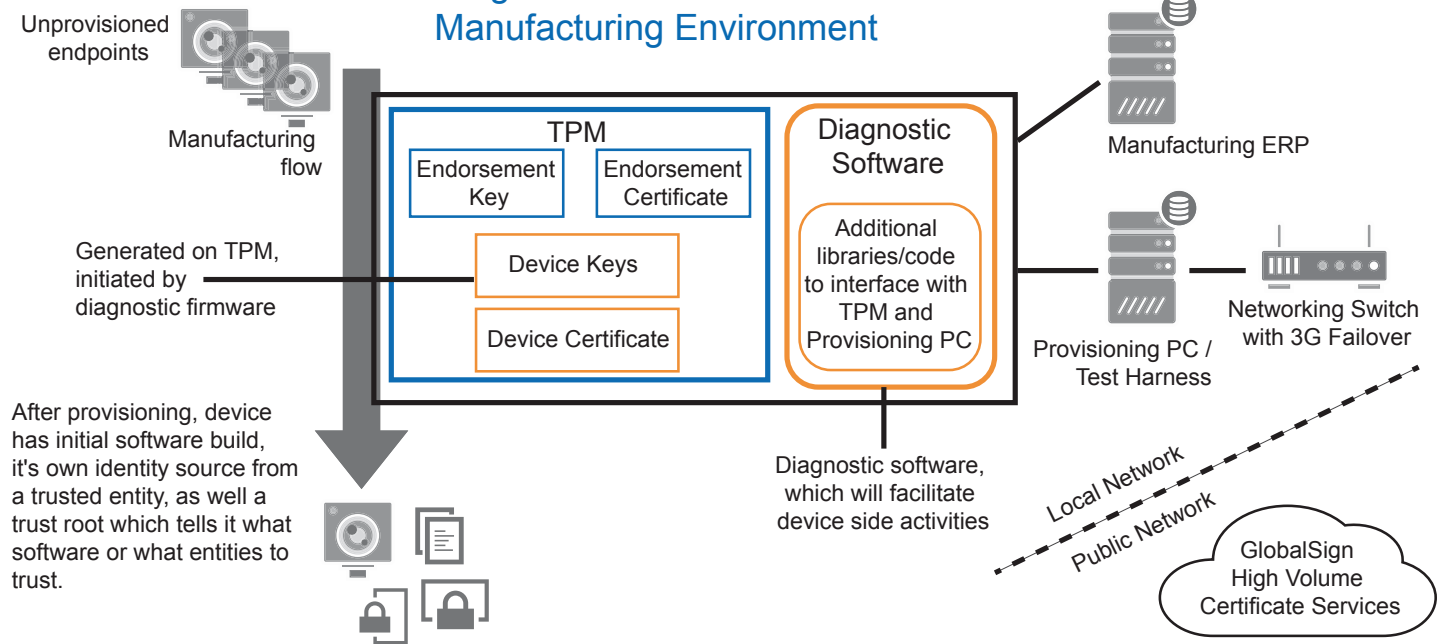 Manufacturing Environment
Unprovisioned
endpoints
Manufacturing
flow
TPM
Endorsement
Key
Endorsement
Certificate
Device Keys
Device Certificate
Diagnostic
Software
Additional
libraries/code
to interface with
TPM and
Provisioning PC
Manufacturing ERP
Provisioning PC /
Test Harness
Networking Switch
with 3G Failover
Generated on TPM,
initiated by
diagnostic firmware
After provisioning, device
has initial software build,
it's own identity source from
a trusted entity, as well a
trust root which tells it what
software or what entities to
trust.
Diagnostic software,
which will facilitate
device side activities
Local Network
Public Network
GlobalSign
High Volume
Certificate Services